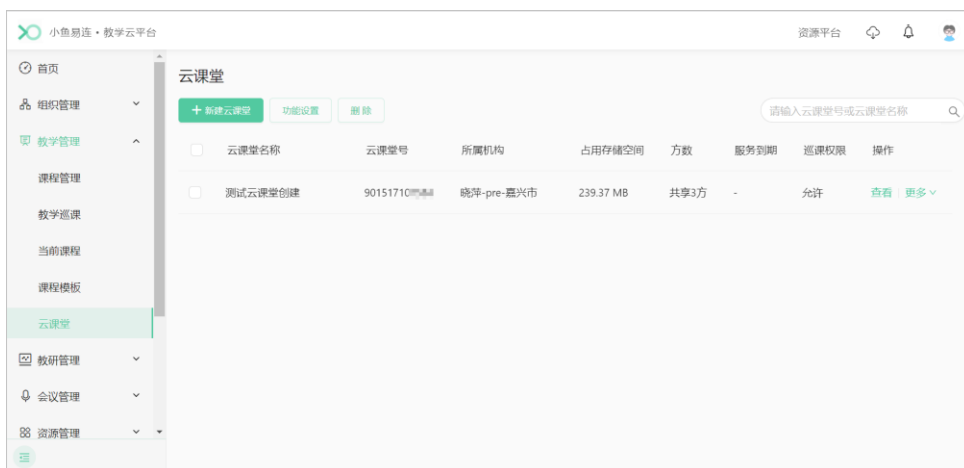 小鱼易连•教学云平台
资源平台
首页
组织管理
教学管理
课程管理
教学巡课
当前课程
课程模板
云课堂
教研管理
会议管理
资源管理
云课堂
新建云课堂 功能设置 删除
请输入云课堂号或云课堂名称
云课堂名称 云课堂号 所属机构 占用存储空间 方数 服务到期 巡课权限 操作
测试云课堂创建 90151710 晓萍-pre-嘉兴市 239.37 MB 共享3方 - 允许 查看 更多